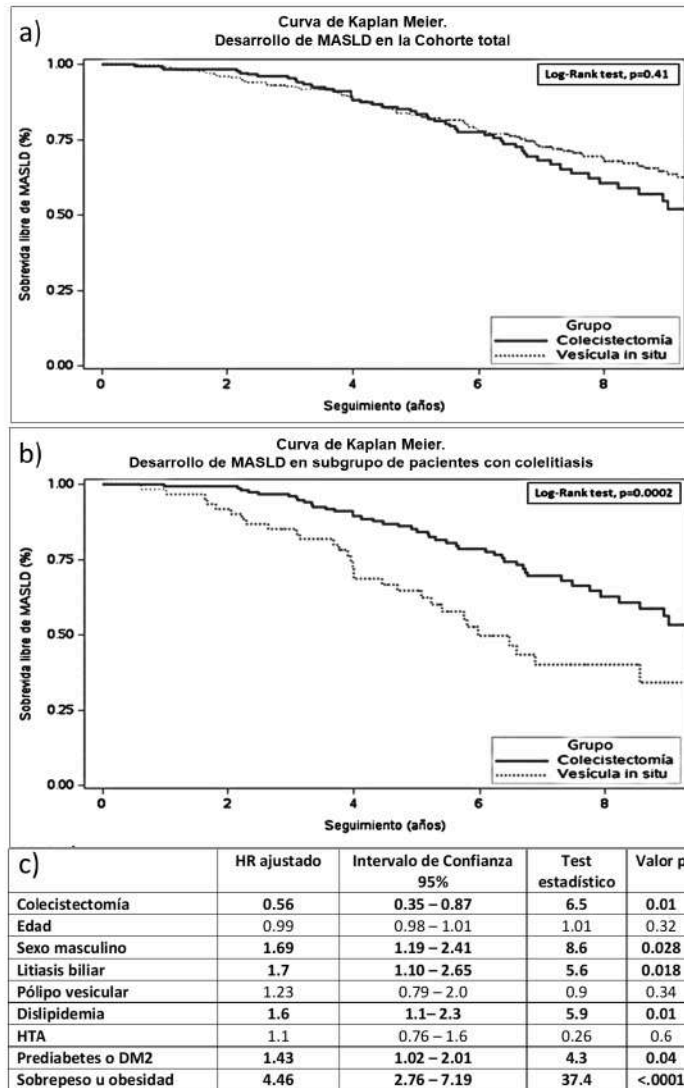 a)
Curva de Kaplan Meier.
Desarrollo de MASLD en la Cohorte total
Log-Rank test, p=0.41
Sobrevida libre de MASLD (%)
1.00
0.75
0.50
0.25
0.00
Grupo
Colecistectomía
Vesícula in situ
0 2 4 6 8
Seguimiento (años)
b)
Curva de Kaplan Meier.
Desarrollo de MASLD en subgrupo de pacientes con colelitiasis
Log-Rank test, p=0.0002
Sobrevida libre de MASLD (%)
1.00
0.75
0.50
0.25
0.00
Grupo
Colecistectomía
Vesícula in situ
0 2 4 6 8
Seguimiento (años)
c) HR ajustado Intervalo de Confianza 95% Test estadístico Valor p
Colecistectomía 0.56 0.35 – 0.87 6.5 0.01
Edad 0.99 0.98 – 1.01 1.01 0.32
Sexo masculino 1.69 1.19 – 2.41 8.6 0.028
Litiasis biliar 1.7 1.10 – 2.65 5.6 0.018
Pólipo vesicular 1.23 0.79 – 2.0 0.9 0.34
Dislipidemia 1.6 1.1– 2.3 5.9 0.01
HTA 1.1 0.76 – 1.6 0.26 0.6
Prediabetes o DM2 1.43 1.02 – 2.01 4.3 0.04
Sobrepeso u obesidad 4.46 2.76 – 7.19 37.4 <.0001